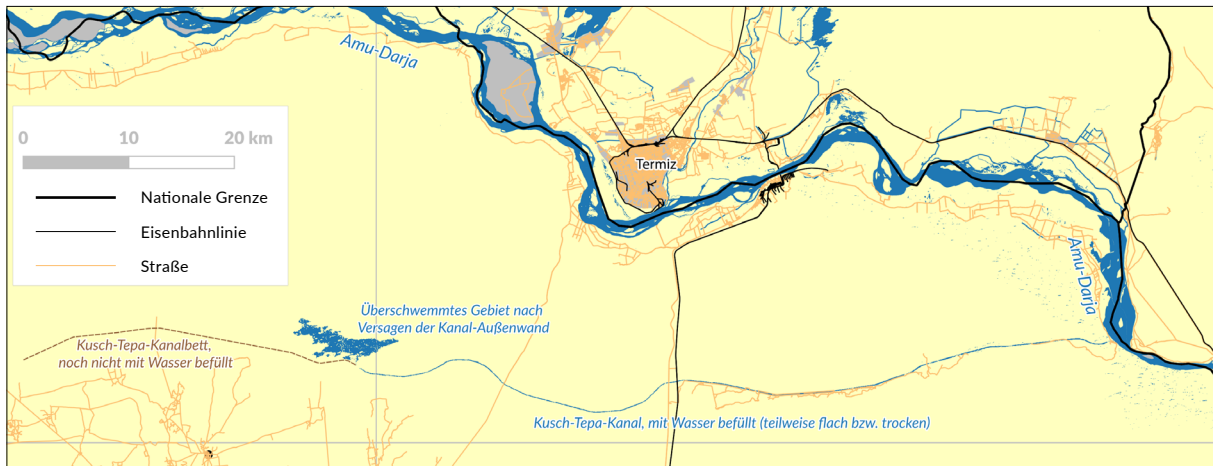 Amu-Darja
0 10 20 km
Nationale Grenze
Eisenbahnlinie
Straße
Termiz
Amu-Darja
Überschwemmtes Gebiet nach
Versagen der Kanal-Außenwand
Kusch-Tepa-Kanalbett,
noch nicht mit Wasser befüllt
Kusch-Tepa-Kanal, mit Wasser befüllt (teilweise flach bzw. trocken)